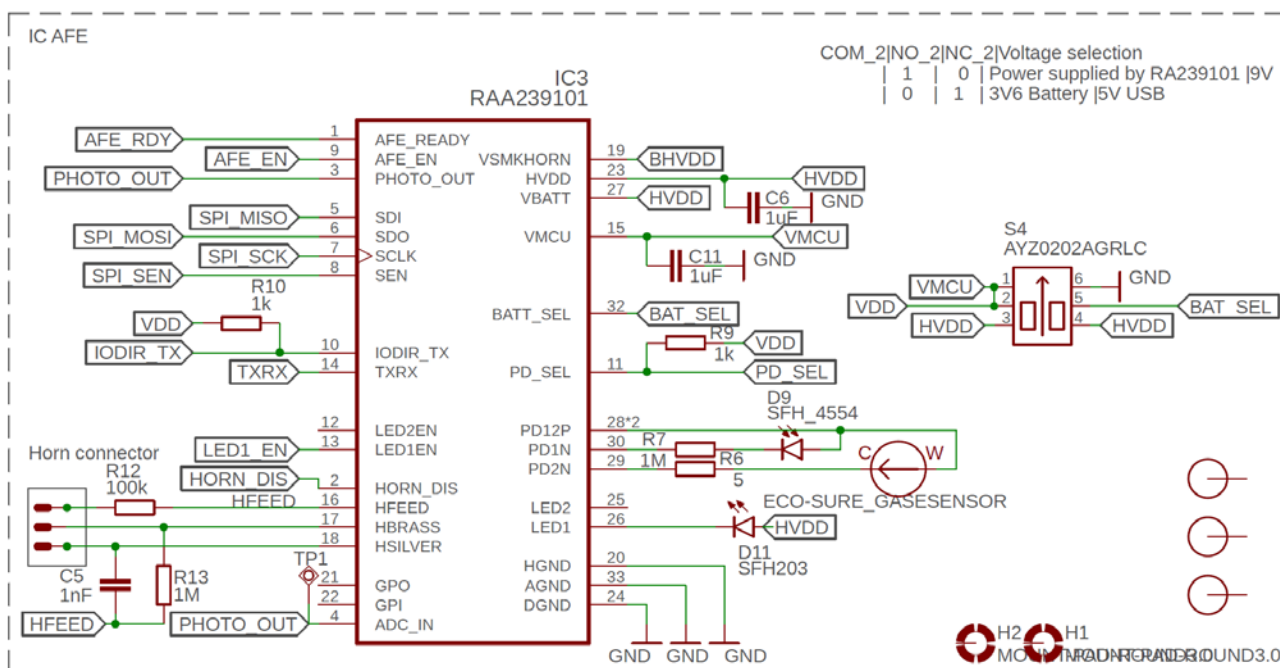 IC AFE
COM_2|NO_2|NC_2|Voltage selection
| 1 | 0 | Power supplied by RA239101 |9V
| 0 | 1 | 3V6 Battery |5V USB
IC3
RAA239101
AFE_RDY 1 AFE_READY
AFE_EN 9 AFE_EN
PHOTO_OUT 3 PHOTO_OUT
SPI_MISO 5 SDI
SPI_MOSI 6 SDO
SPI_SCK 7 SCLK
SPI_SEN 8 SEN
R10
1k
VDD
IODIR_TX 10 IODIR_TX
TXRX 14 TXRX
12 LED2EN
LED1_EN 13 LED1EN
Horn connector
R12
100k
HORN_DIS 2 HORN_DIS
HFEED 16 HFEED
17 HBRASS
18 HSILVER
TP1
C5
1nF
R13
1M
21 GPO
22 GPI
HFEED
PHOTO_OUT 4 ADC_IN
VSMKHORN 19 BHVDD
HVDD 23 HVDD
VBATT 27 HVDD
C6
1uF
GND
VMCU 15 VMCU
C11
1uF
GND
BATT_SEL 32 BAT_SEL
R9
1k
VDD
PD_SEL 11 PD_SEL
D9
SFH_4554
PD12P 28*2
PD1N 30 R7
1M
PD2N 29 R6
5
C W
ECO-SURE_GASESENSOR
LED2 25
LED1 26 HVDD
D11
SFH203
HGND 20
AGND 33
DGND 24
GND GND GND
S4
AYZ0202AGRLC
VMCU 1 6 GND
VDD 2 5 BAT_SEL
HVDD 3 4 HVDD
H2 H1